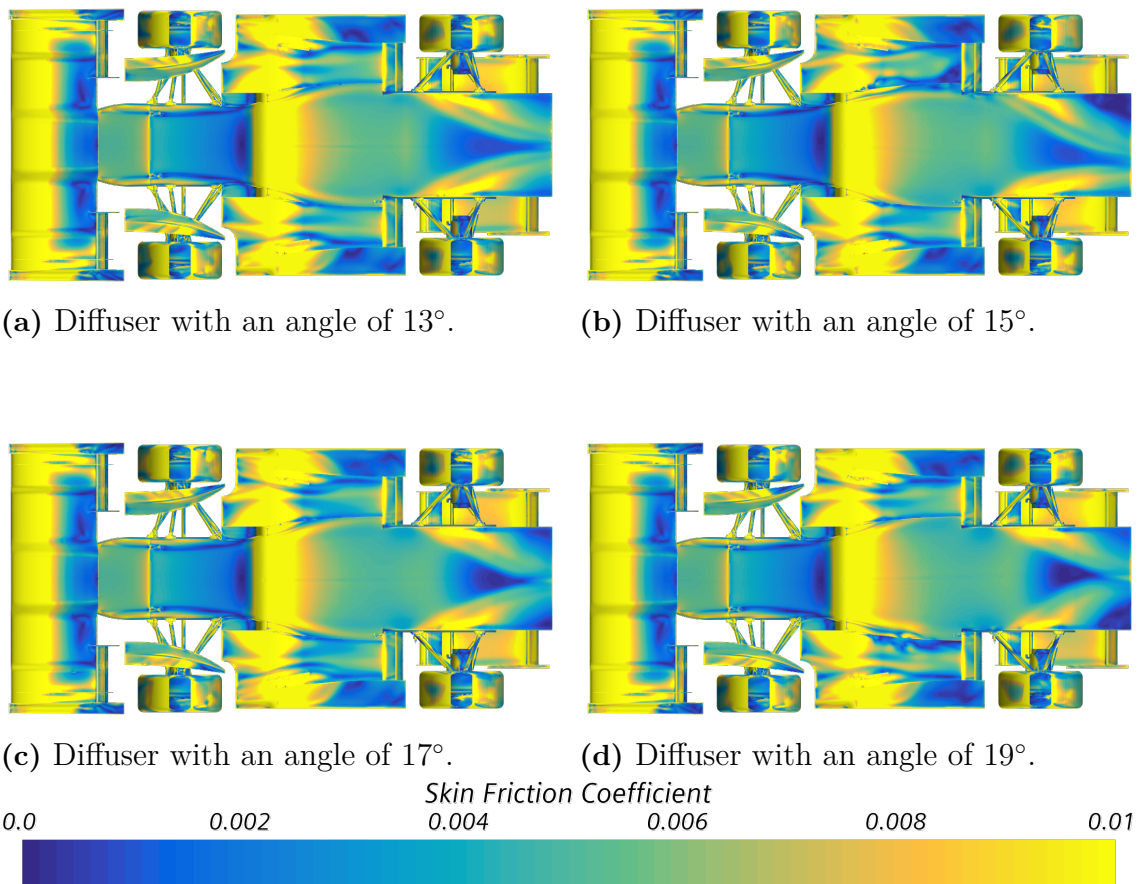 (a) Diffuser with an angle of 13°.
(b) Diffuser with an angle of 15°.
(c) Diffuser with an angle of 17°.
(d) Diffuser with an angle of 19°.
Skin Friction Coefficient
0.0 0.002 0.004 0.006 0.008 0.01